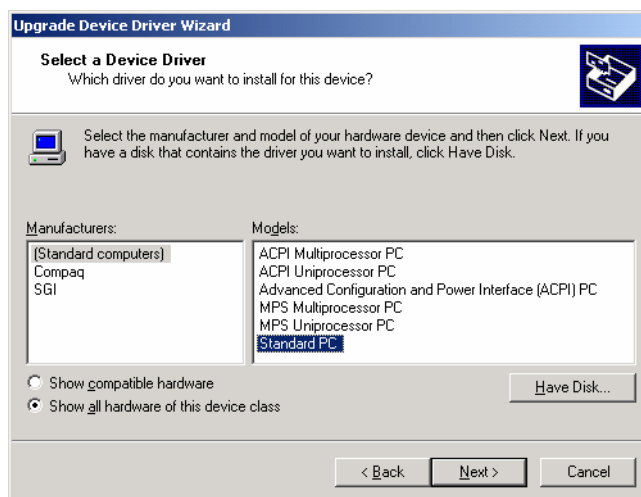 Upgrade Device Driver Wizard
Select a Device Driver
Which driver do you want to install for this device?
Select the manufacturer and model of your hardware device and then click Next. If you
have a disk that contains the driver you want to install, click Have Disk.
Manufacturers:
(Standard computers)
Compaq
SGI
Models:
ACPI Multiprocessor PC
ACPI Uniprocessor PC
Advanced Configuration and Power Interface (ACPI) PC
MPS Multiprocessor PC
MPS Uniprocessor PC
Standard PC
Show compatible hardware
Show all hardware of this device class
Have Disk...
< Back
Next >
Cancel